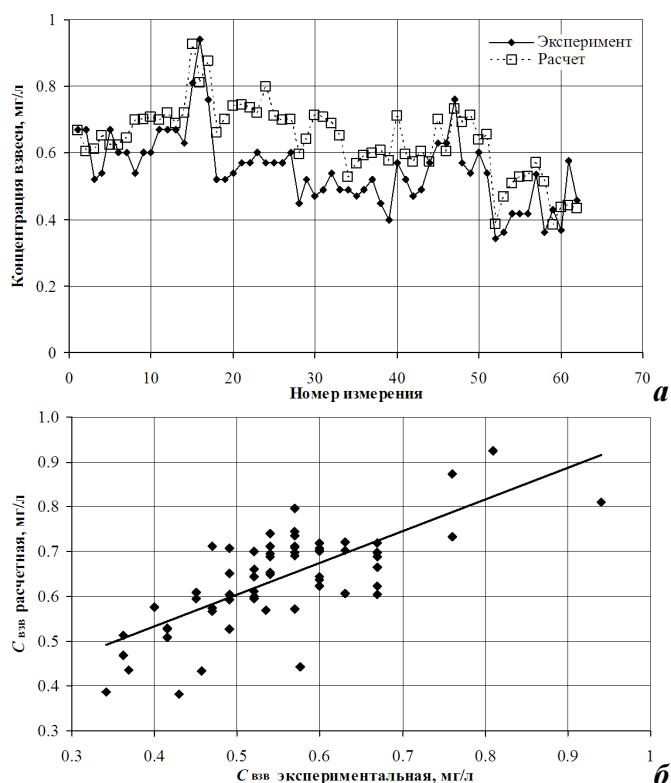 Эксперимент
Расчет
Концентрация взвеси, мг/л
1
0.8
0.6
0.4
0.2
0
0 10 20 30 40 50 60 70
Номер измерения
а
С взв расчетная, мг/л
1.0
0.9
0.8
0.7
0.6
0.5
0.4
0.3
0.3 0.4 0.5 0.6 0.7 0.8 0.9 1
С взв экспериментальная, мг/л
б